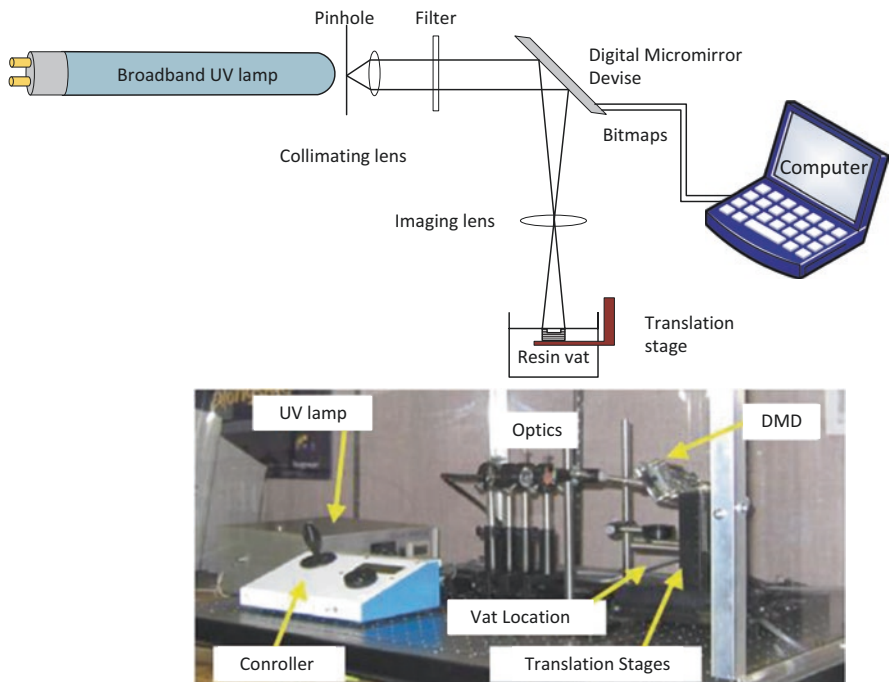 Pinhole
Filter
Broadband UV lamp
Digital Micromirror
Devise
Bitmaps
Collimating lens
Computer
Imaging lens
Translation
stage
Resin vat
UV lamp
Optics
DMD
Vat Location
Conroller
Translation Stages